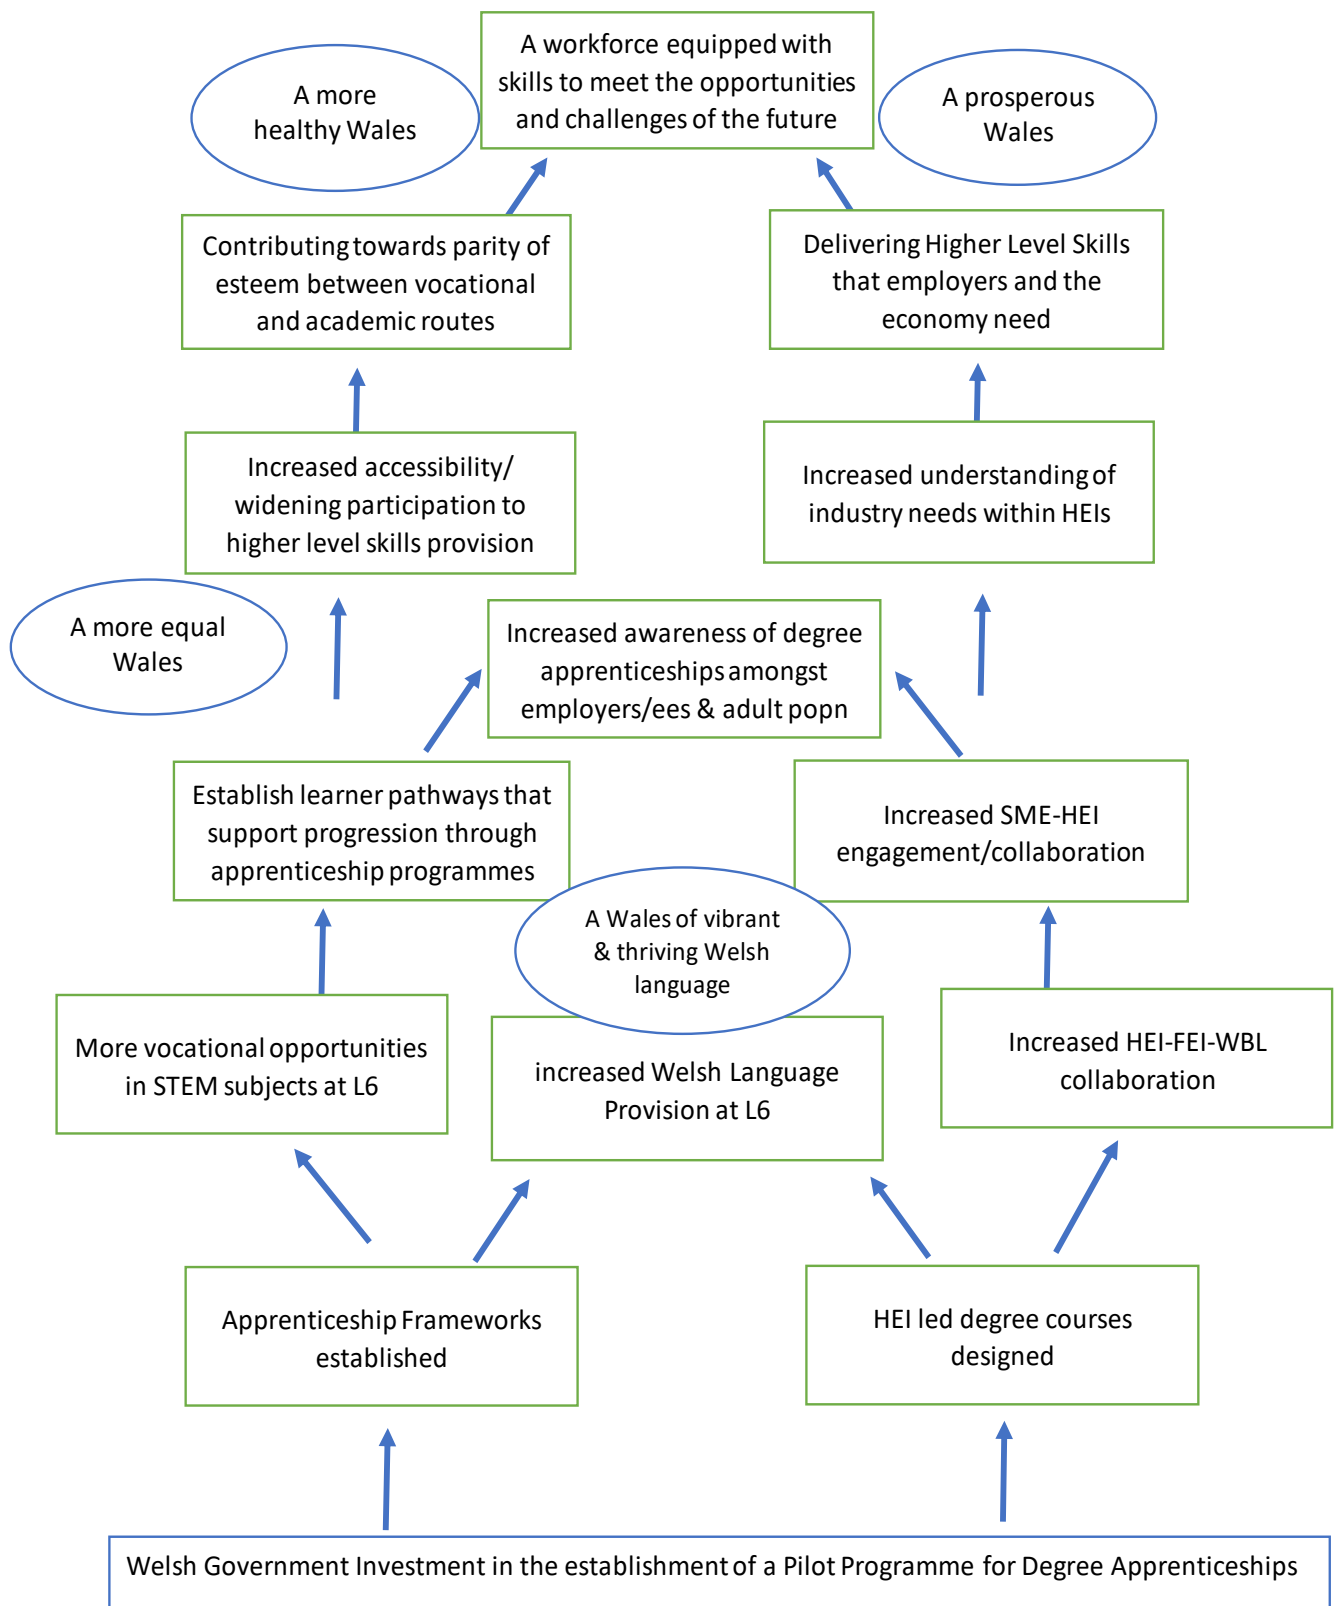 A workforce equipped with
skills to meet the opportunities
and challenges of the future
A more
healthy Wales
A prosperous
Wales
Contributing towards parity of
esteem between vocational
and academic routes
Delivering Higher Level Skills
that employers and the
economy need
Increased accessibility/
widening participation to
higher level skills provision
Increased understanding of
industry needs within HEIs
A more equal
Wales
Increased awareness of degree
apprenticeships amongst
employers/ees & adult popn
Establish learner pathways that
support progression through
apprenticeship programmes
Increased SME-HEI
engagement/collaboration
A Wales of vibrant
& thriving Welsh
language
More vocational opportunities
in STEM subjects at L6
increased Welsh Language
Provision at L6
Increased HEI-FEI-WBL
collaboration
Apprenticeship Frameworks
established
HEI led degree courses
designed
Welsh Government Investment in the establishment of a Pilot Programme for Degree Apprenticeships